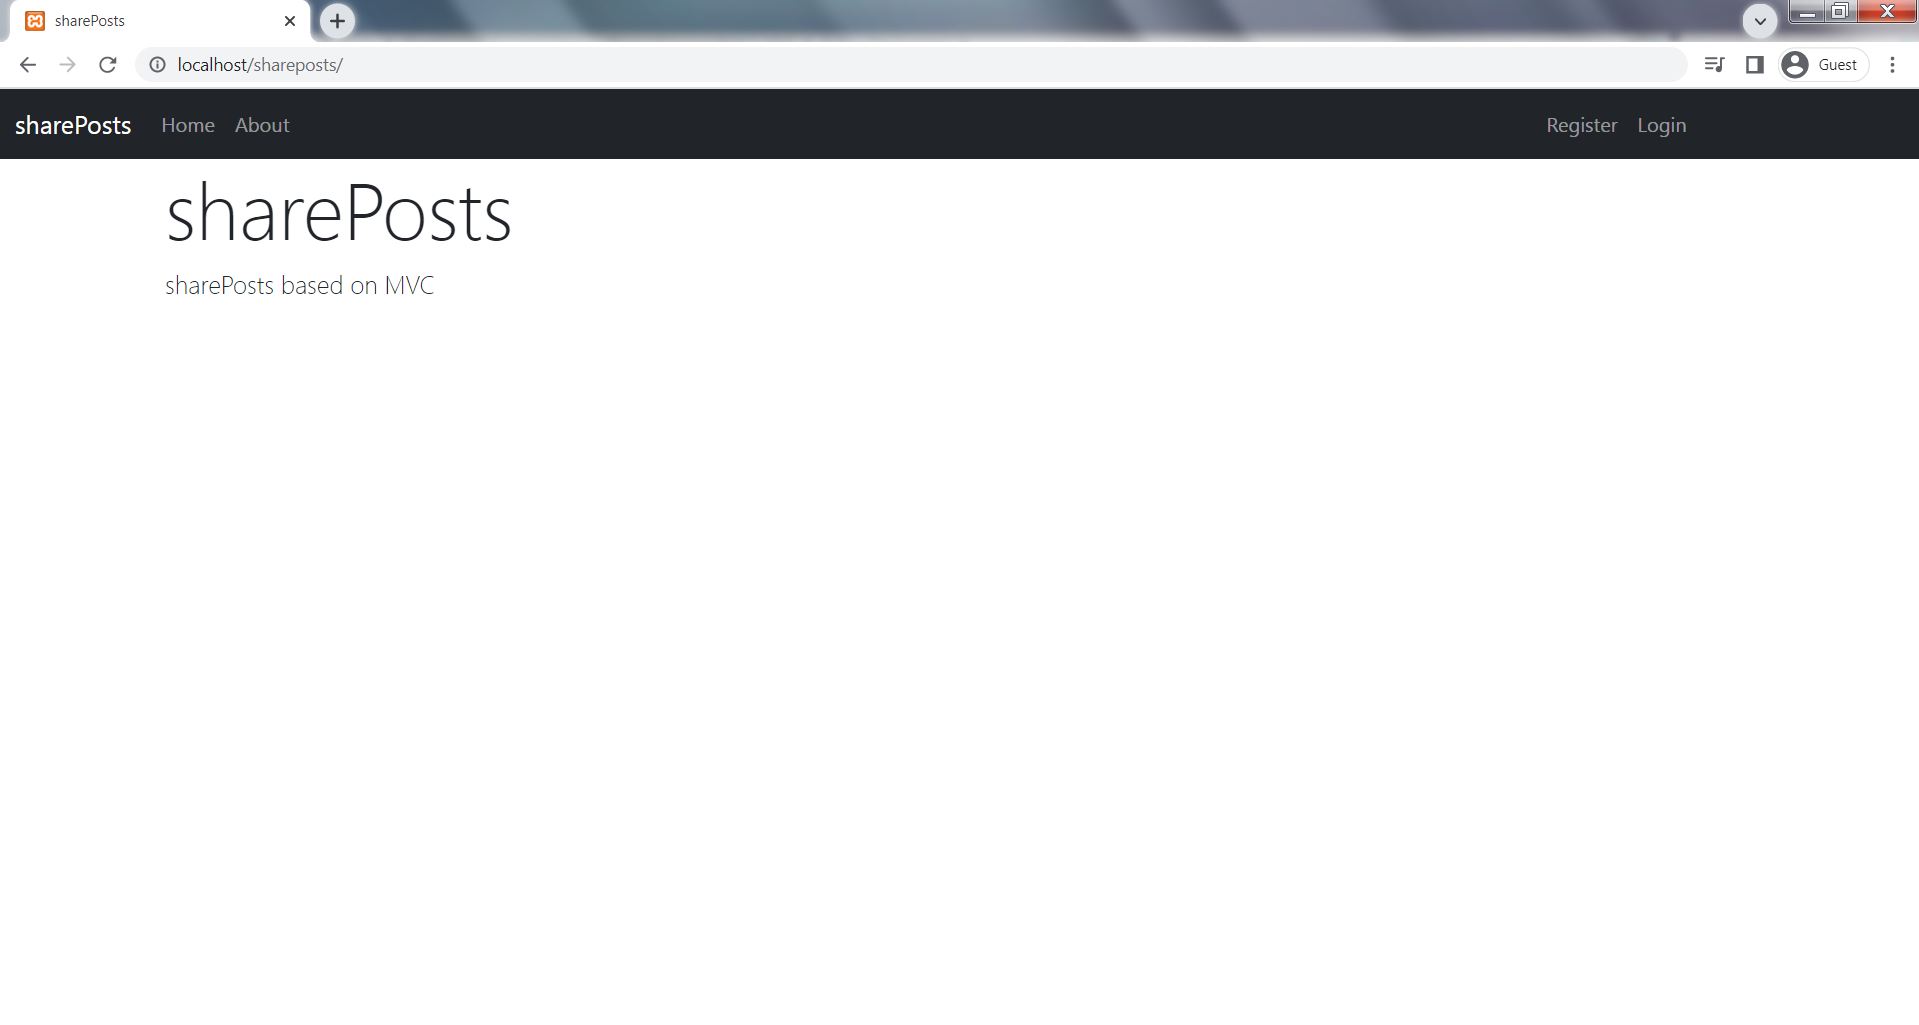 sharePosts
localhost/shareposts/
Guest
sharePosts Home About Register Login
sharePosts
sharePosts based on MVC